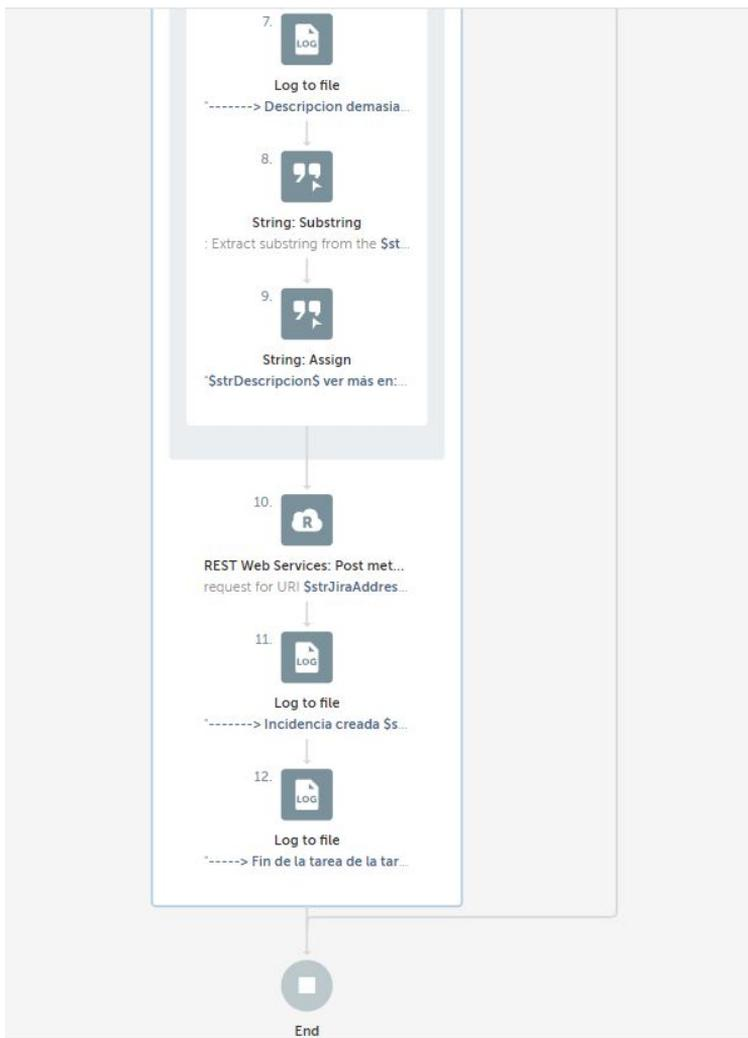 7.
LOG
Log to file
"-------> Descripcion demasia...
8.
String: Substring
: Extract substring from the $st...
9.
String: Assign
"$strDescripcion$ ver más en:...
10.
R
REST Web Services: Post met...
request for URI $strJiraAddres...
11.
LOG
Log to file
"-------> Incidencia creada $s...
12.
LOG
Log to file
"-----> Fin de la tarea de la tar...
End